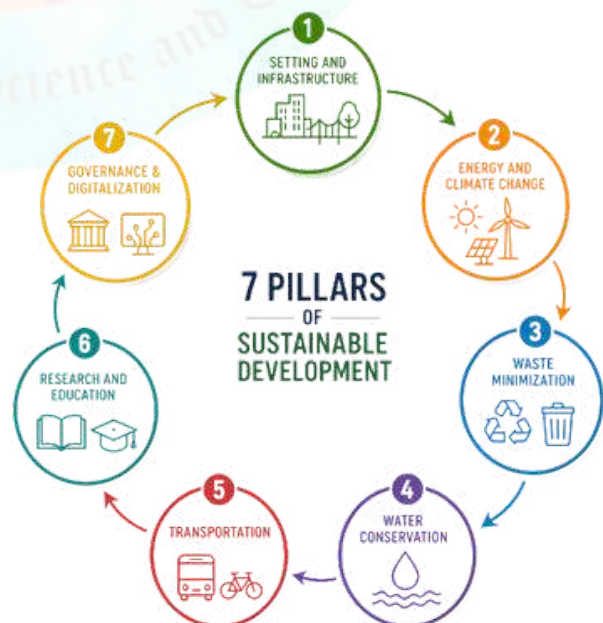 1
SETTING AND
INFRASTRUCTURE
2
ENERGY AND
CLIMATE CHANGE
3
WASTE
MINIMIZATION
4
WATER
CONSERVATION
5
TRANSPORTATION
6
RESEARCH AND
EDUCATION
7
GOVERNANCE &
DIGITALIZATION
7 PILLARS
OF
SUSTAINABLE
DEVELOPMENT
and